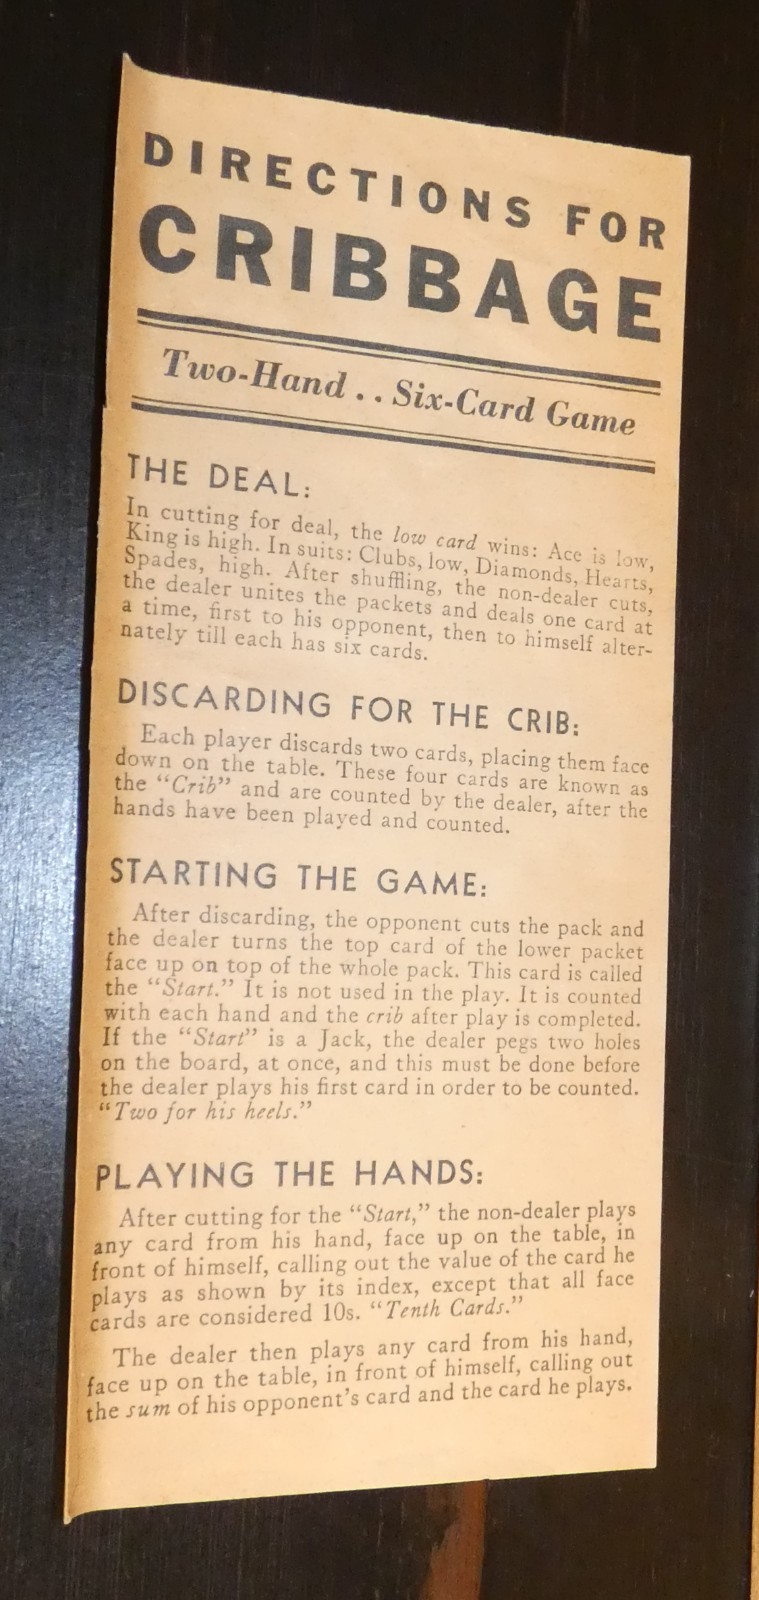 DIRECTIONS FOR
CRIBBAGE
Two-Hand . . Six-Card Game
THE DEAL:
In cutting for deal, the low card wins: Ace is low,
King is high. In suits: Clubs, low, Diamonds, Hearts,
Spades, high. After shuffling, the non-dealer cuts,
the dealer unites the packets and deals one card at
a time, first to his opponent, then to himself alter-
nately till each has six cards.
DISCARDING FOR THE CRIB:
Each player discards two cards, placing them face
down on the table. These four cards are known as
the “Crib” and are counted by the dealer, after the
hands have been played and counted.
STARTING THE GAME:
After discarding, the opponent cuts the pack and
the dealer turns the top card of the lower packet
face up on top of the whole pack. This card is called
the “Start.” It is not used in the play. It is counted
with each hand and the crib after play is completed.
If the “Start” is a Jack, the dealer pegs two holes
on the board, at once, and this must be done before
the dealer plays his first card in order to be counted.
“Two for his heels.”
PLAYING THE HANDS:
After cutting for the “Start,” the non-dealer plays
any card from his hand, face up on the table, in
front of himself, calling out the value of the card he
plays as shown by its index, except that all face
cards are considered 10s. “Tenth Cards.”
The dealer then plays any card from his hand,
face up on the table, in front of himself, calling out
the sum of his opponent’s card and the card he plays.